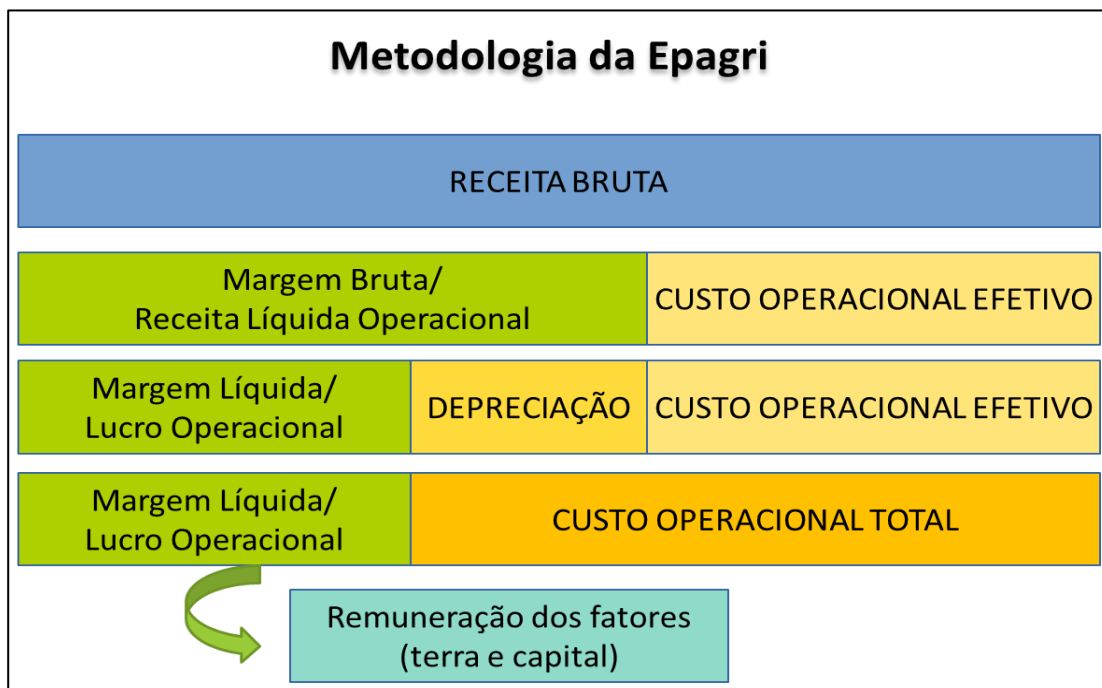 Metodologia da Epagri
RECEITA BRUTA
Margem Bruta/
Receita Líquida Operacional
CUSTO OPERACIONAL EFETIVO
Margem Líquida/
Lucro Operacional
DEPRECIAÇÃO
CUSTO OPERACIONAL EFETIVO
Margem Líquida/
Lucro Operacional
CUSTO OPERACIONAL TOTAL
Remuneração dos fatores
(terra e capital)